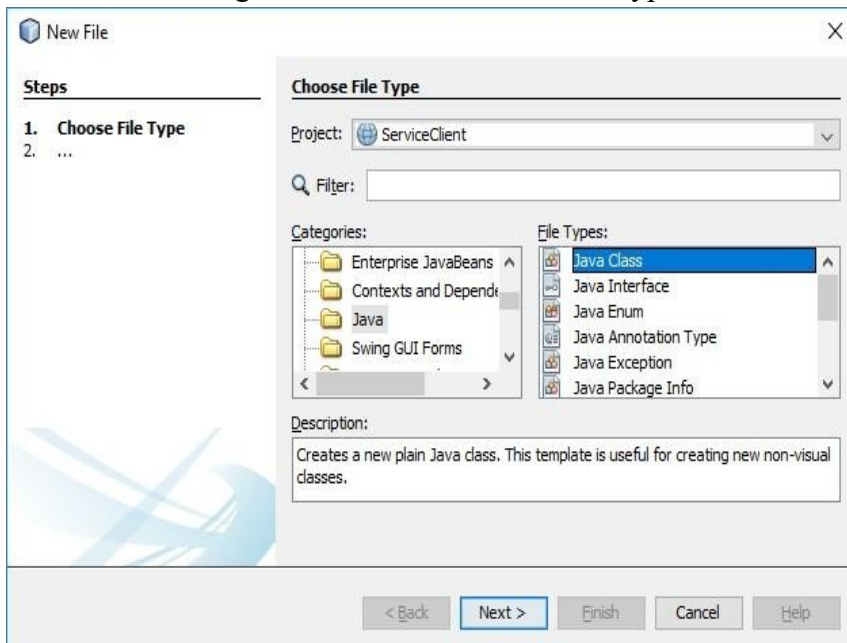 New File
Steps
1. Choose File Type
2. ...
Choose File Type
Project: ServiceClient
Filter:
Categories:
Enterprise JavaBeans
Contexts and Depende
Java
Swing GUI Forms
File Types:
Java Class
Java Interface
Java Enum
Java Annotation Type
Java Exception
Java Package Info
Description:
Creates a new plain Java class. This template is useful for creating new non-visual
classes.
< Back Next > Finish Cancel Help